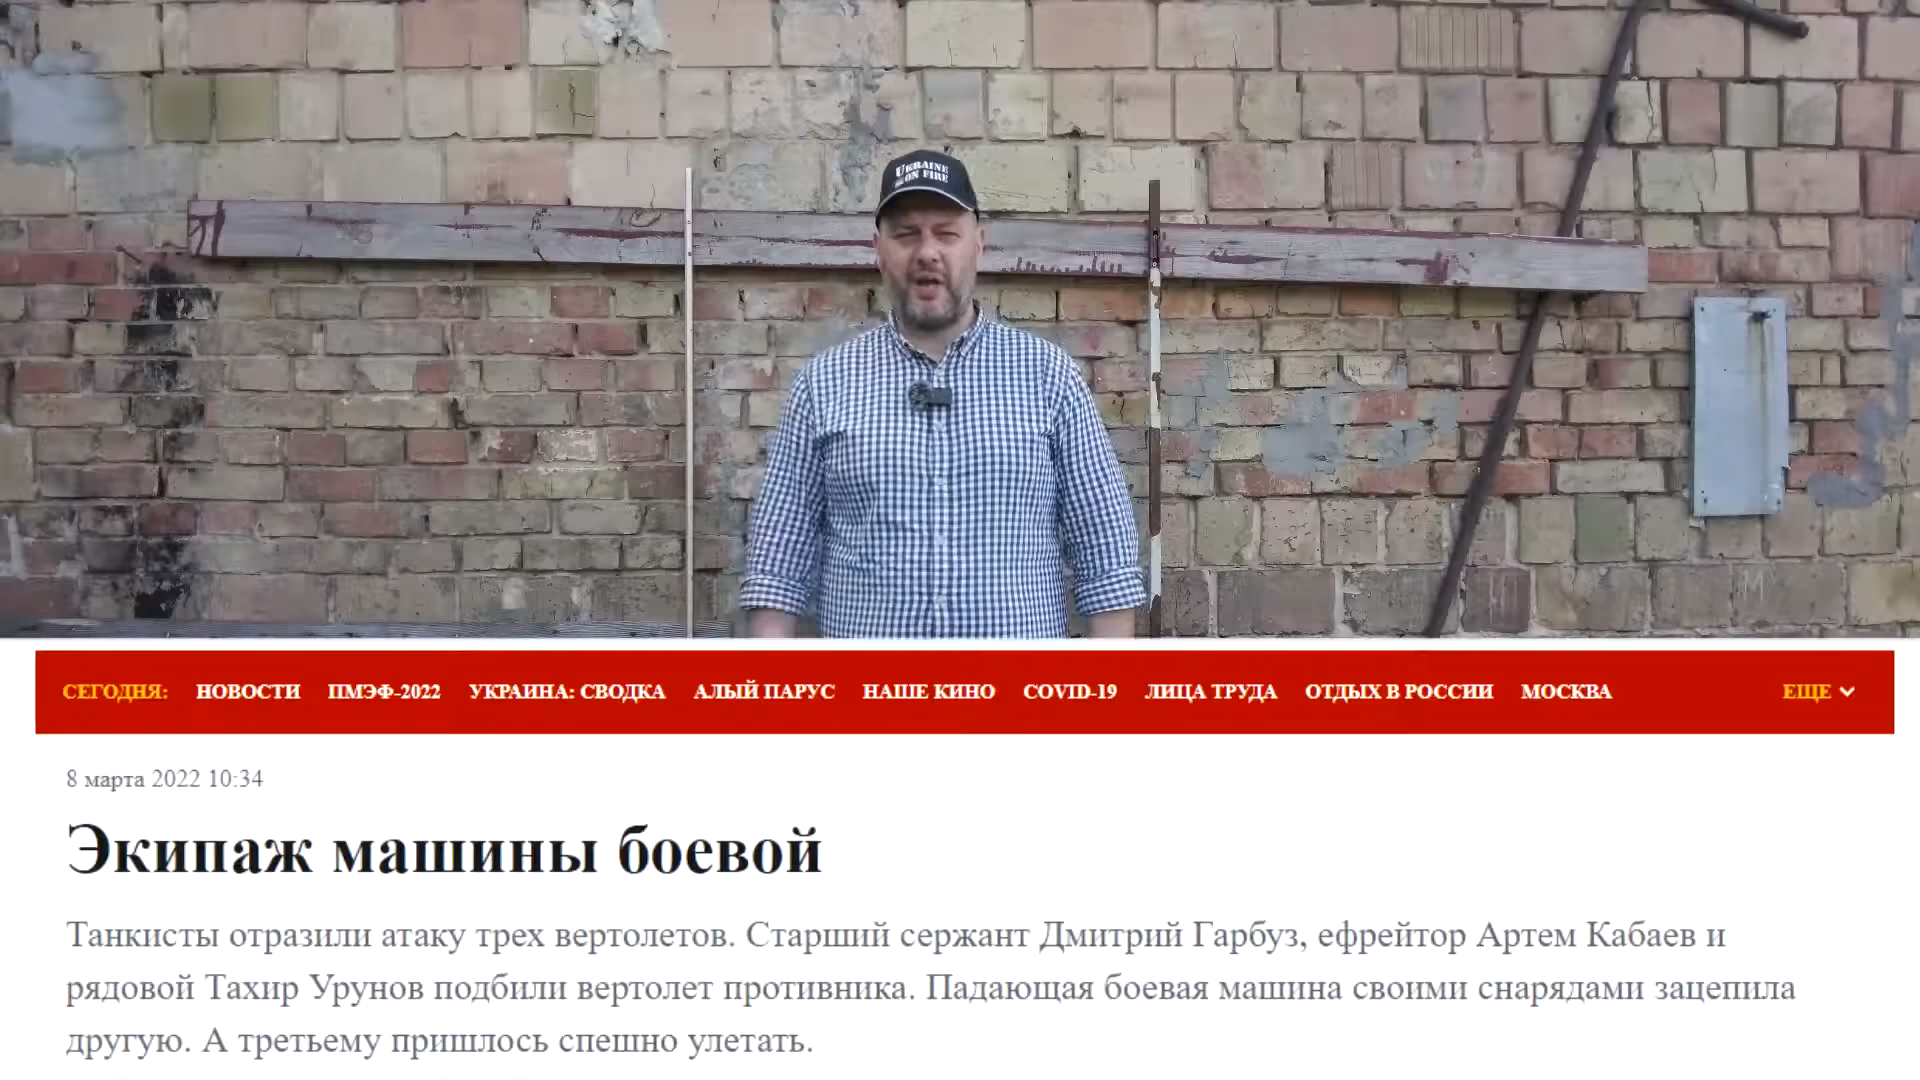 UKRAINE
ON FIRE
СЕГОДНЯ: НОВОСТИ ПМЭФ-2022 УКРАИНА: СВОДКА АЛЫЙ ПАРУС НАШЕ КИНО COVID-19 ЛИЦА ТРУДА ОТДЫХ В РОССИИ МОСКВА ЕЩЕ
8 марта 2022 10:34
Экипаж машины боевой
Танкисты отразили атаку трех вертолетов. Старший сержант Дмитрий Гарбуз, ефрейтор Артем Кабаев и
рядовой Тахир Урунов подбили вертолет противника. Падающая боевая машина своими снарядами зацепила
другую. А третьему пришлось спешно улетать.